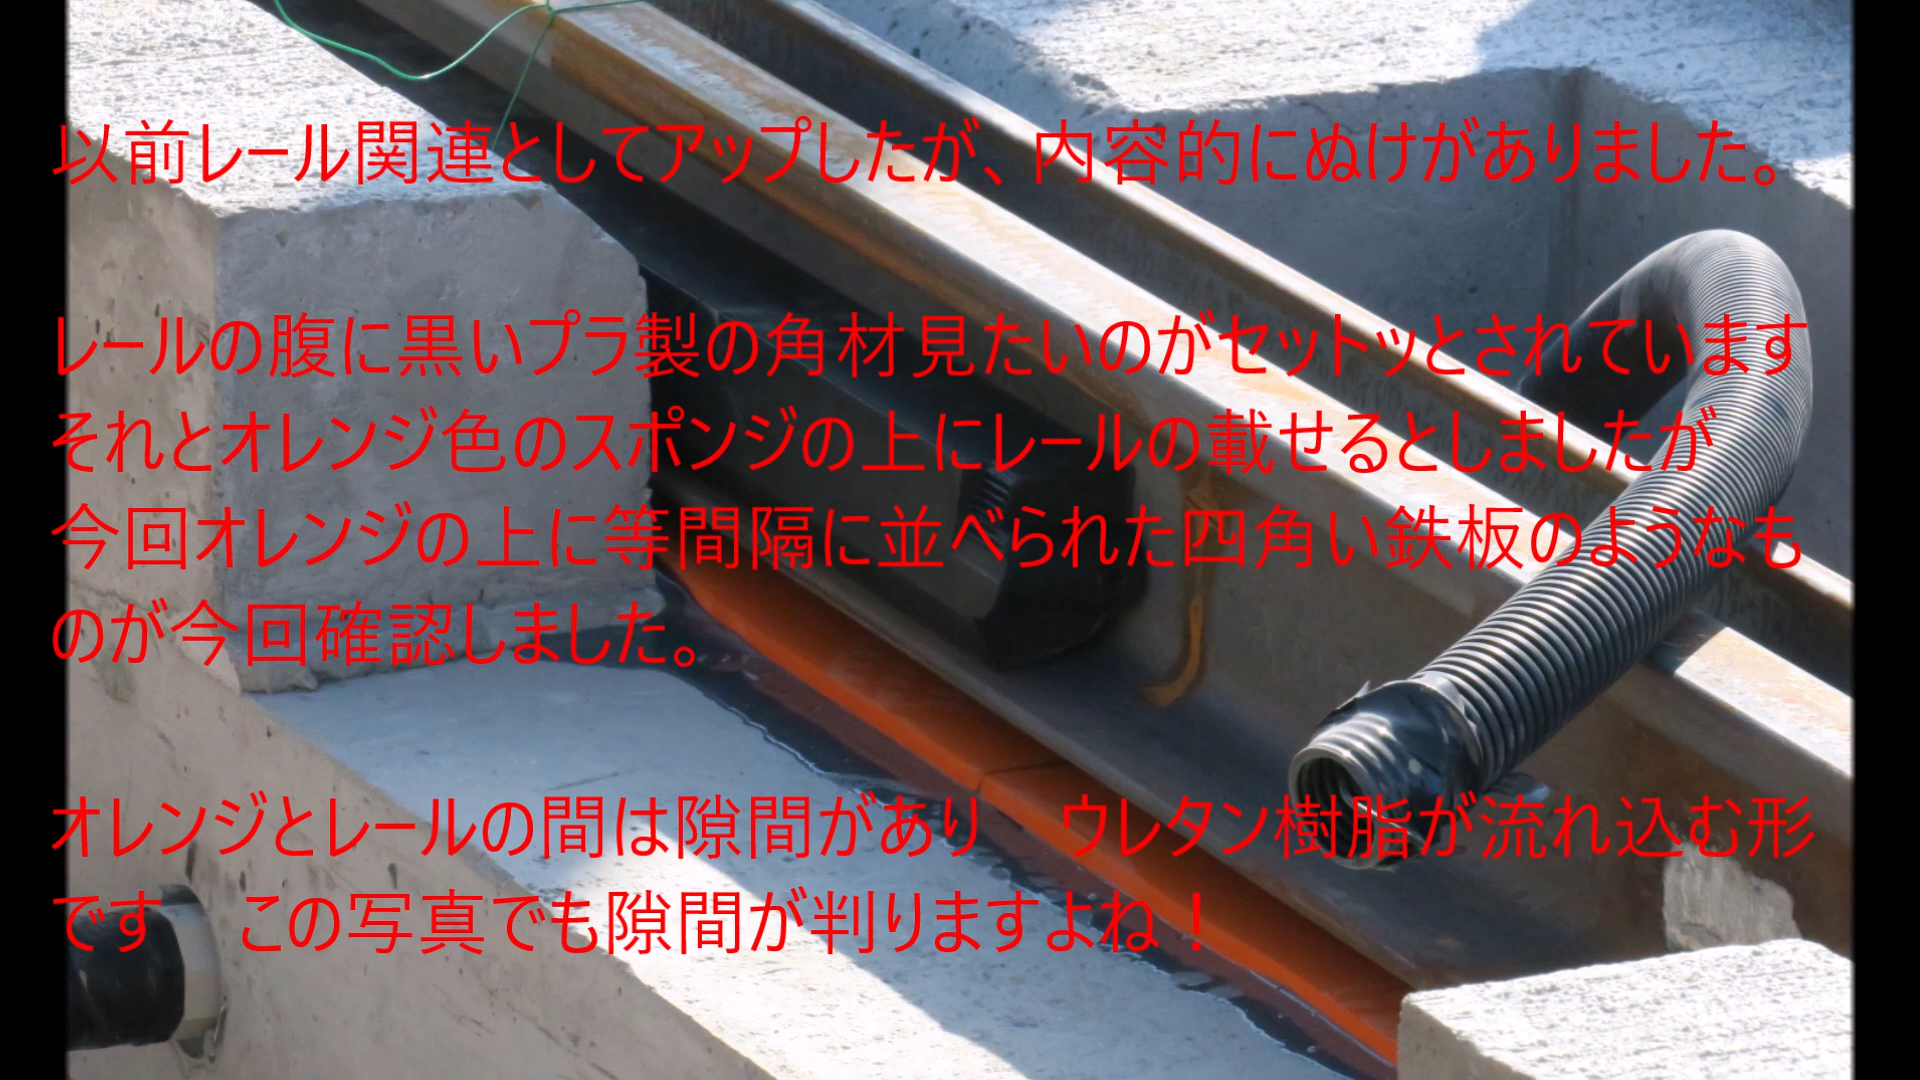 以前レール関連としてアップしたが、内容的にぬけがありました。
レールの腹に黒いプラ製の角材見たいのがセットッとされています
それとオレンジ色のスポンジの上にレールの載せるとしましたが
今回オレンジの上に等間隔に並べられた四角い鉄板のようなも
のが今回確認しました。
オレンジとレールの間は隙間があり　ウレタン樹脂が流れ込む形
です　この写真でも隙間が判りますよね！